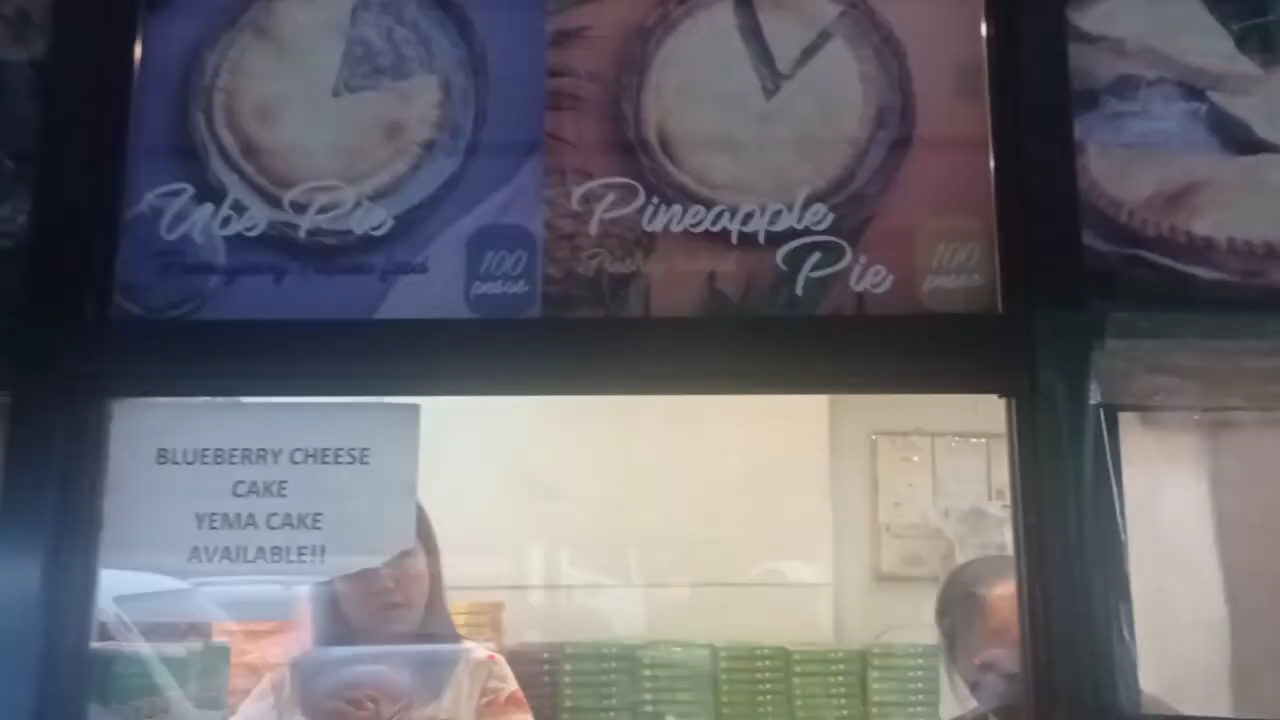 Ube Pie
100
pesos
Pineapple
Pie
100
pesos
BLUEBERRY CHEESE
CAKE
YEMA CAKE
AVAILABLE!!